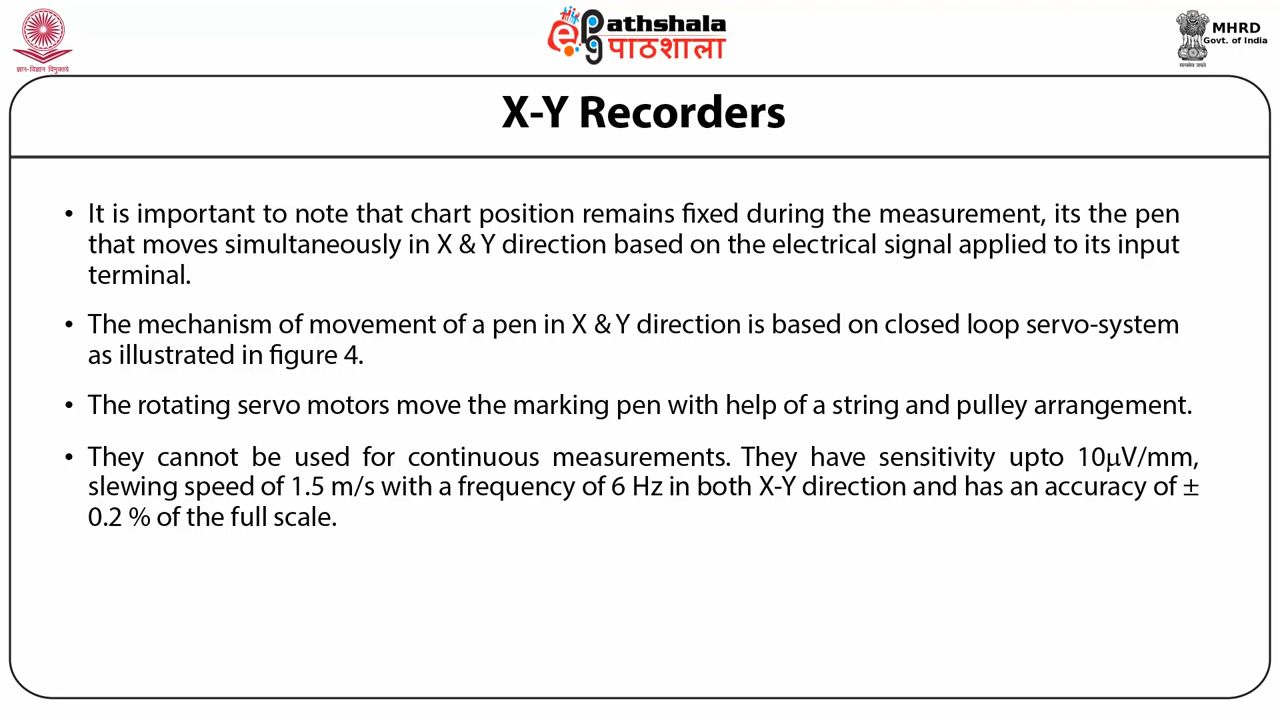 ज्ञान-विज्ञान विमुक्तये
epathshala
पाठशाला
MHRD
Govt. of India
सत्यमेव जयते
X-Y Recorders
• It is important to note that chart position remains fixed during the measurement, its the pen
that moves simultaneously in X & Y direction based on the electrical signal applied to its input
terminal.
• The mechanism of movement of a pen in X & Y direction is based on closed loop servo-system
as illustrated in figure 4.
• The rotating servo motors move the marking pen with help of a string and pulley arrangement.
• They cannot be used for continuous measurements. They have sensitivity upto 10μV/mm,
slewing speed of 1.5 m/s with a frequency of 6 Hz in both X-Y direction and has an accuracy of ±
0.2 % of the full scale.